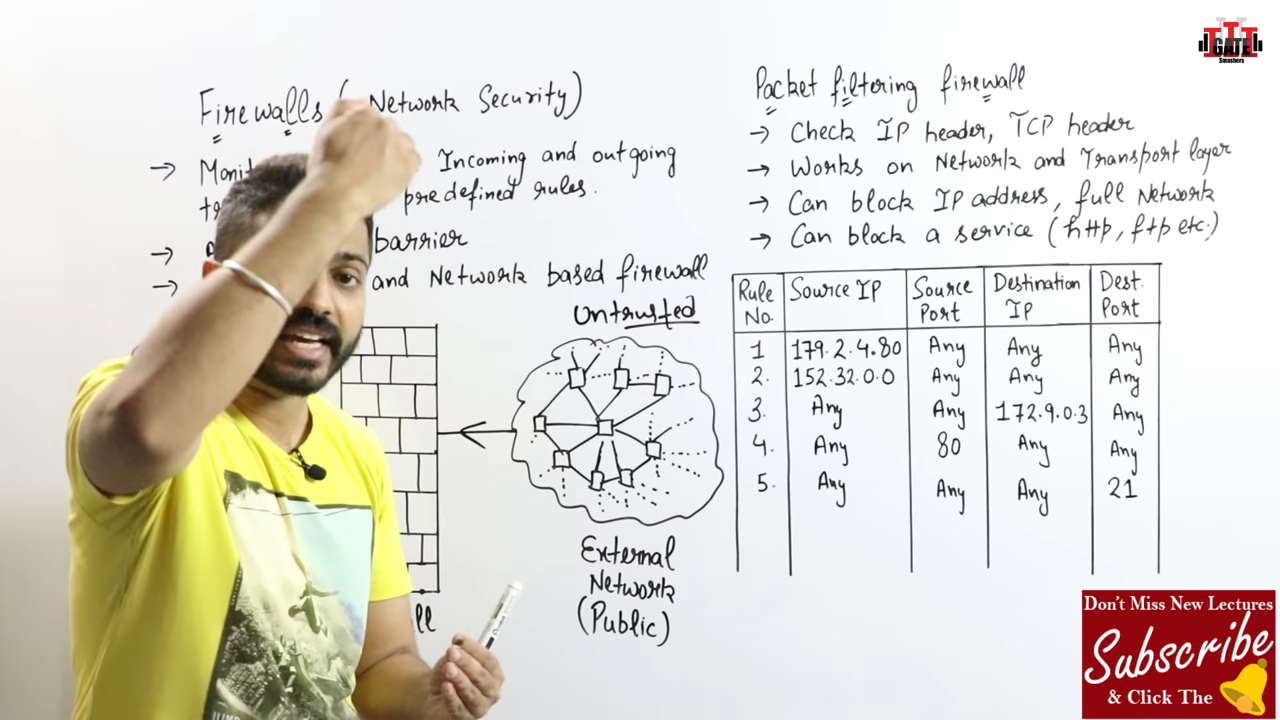 GATE
Smashers
Firewalls ( Network Security)
→ Incoming and outgoing
predefined rules.
→ barrier
→ and Network based firewall
Untrusted
External
Network
(Public)
Packet filtering firewall
→ Check IP header, TCP header
→ Works on Network and Transport layer
→ Can block IP address, full Network
→ Can block a service (http, ftp etc.)
Rule No. Source IP Source Port Destination IP Dest. Port
1 179.2.4.80 Any Any Any
2. 152.32.0.0 Any Any Any
3. Any Any 172.9.0.3 Any
4. Any 80 Any Any
5. Any Any Any 21
Don't Miss New Lectures
Subscribe
& Click The